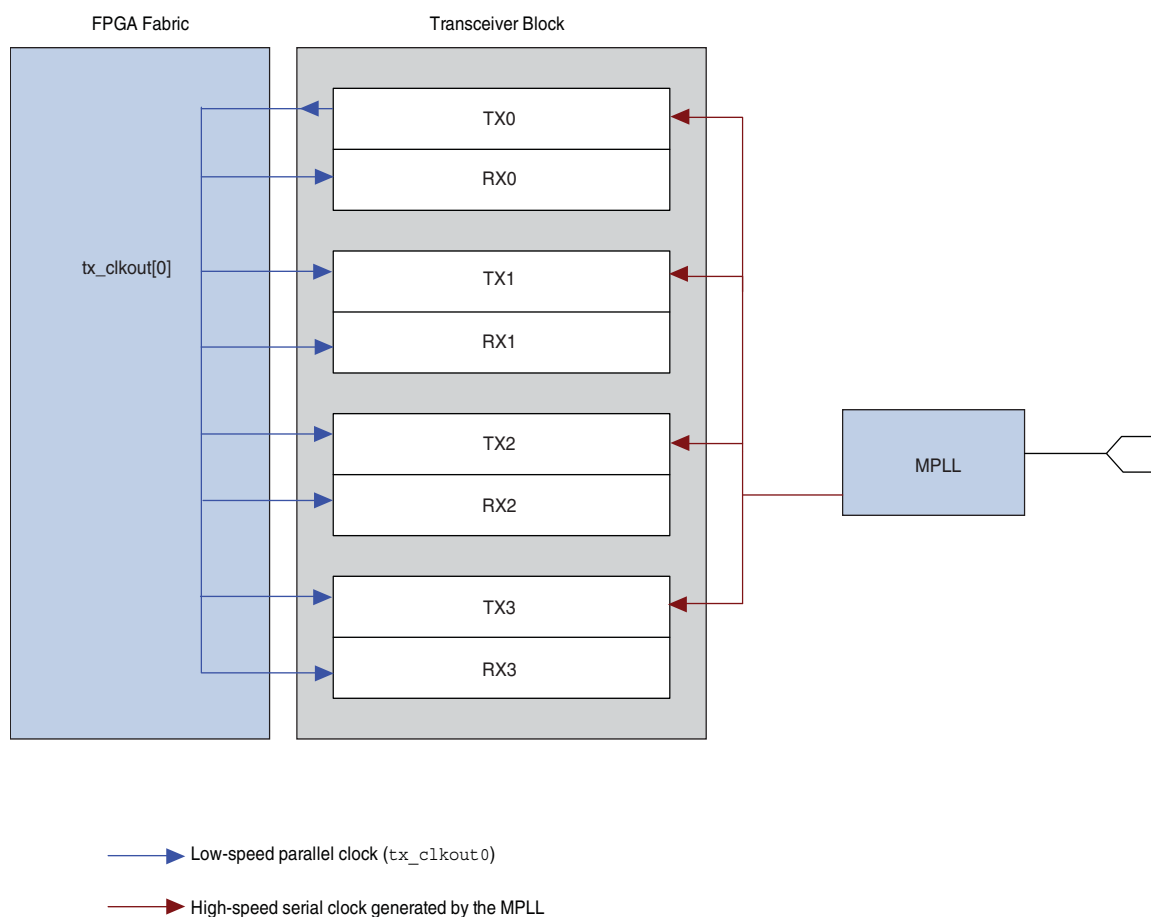 FPGA Fabric
Transceiver Block
TX0
RX0
tx_clkout[0]
TX1
RX1
TX2
RX2
MPLL
TX3
RX3
Low-speed parallel clock (tx_clkout0)
High-speed serial clock generated by the MPLL